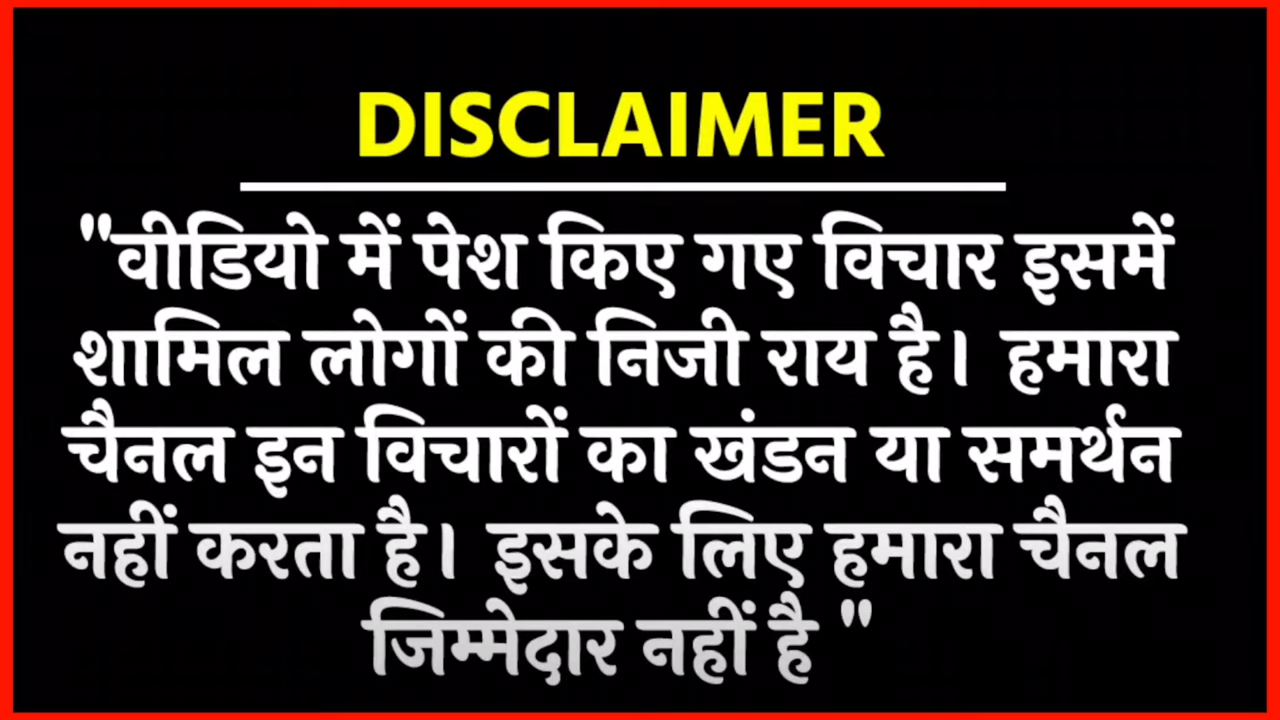 DISCLAIMER
"वीडियो में पेश किए गए विचार इसमें
शामिल लोगों की निजी राय है। हमारा
चैनल इन विचारों का खंडन या समर्थन
नहीं करता है। इसके लिए हमारा चैनल
जिम्मेदार नहीं है "